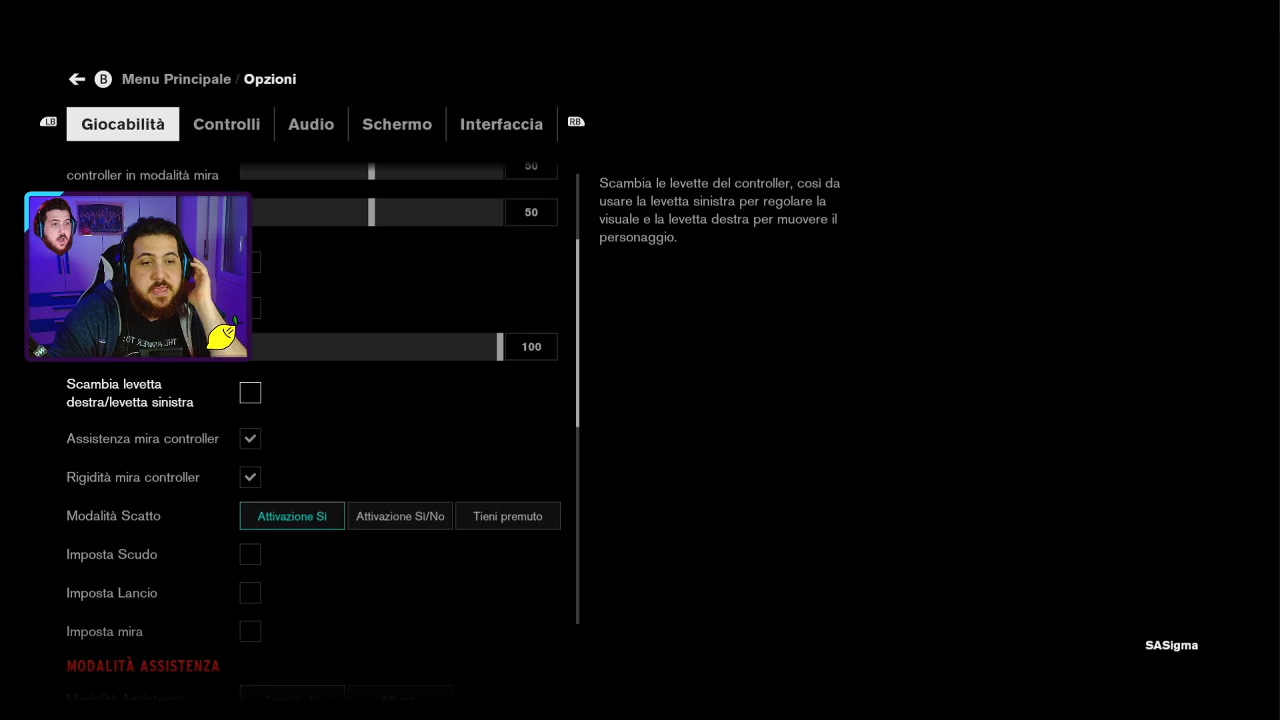 B Menu Principale / Opzioni
LB Giocabilità Controlli Audio Schermo Interfaccia RB
controller in modalità mira 50
50
100
Scambia levetta
destra/levetta sinistra
Assistenza mira controller
Rigidità mira controller
Modalità Scatto Attivazione Sì Attivazione Sì/No Tieni premuto
Imposta Scudo
Imposta Lancio
Imposta mira
MODALITÀ ASSISTENZA
Modalità Assistenza
Scambia le levette del controller, così da
usare la levetta sinistra per regolare la
visuale e la levetta destra per muovere il
personaggio.
SASigma